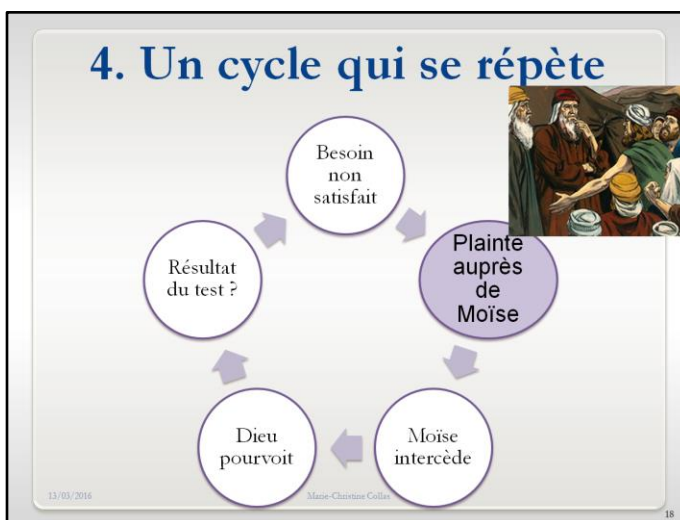 4. Un cycle qui se répète
Besoin
non
satisfait
Plainte
auprès
de
Moïse
Moïse
intercède
Dieu
pourvoit
Résultat
du test ?
13/03/2016
Marie-Christine Collas
18